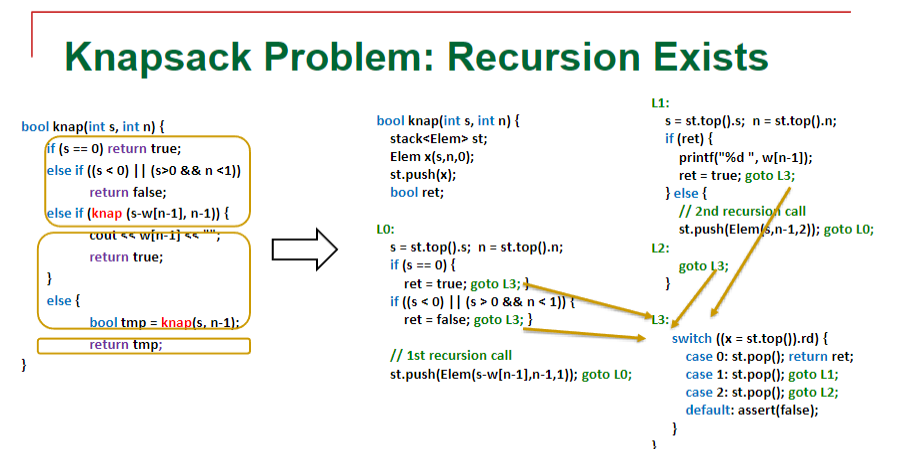 Knapsack Problem: Recursion Exists
bool knap(int s, int n) {
if (s == 0) return true;
else if ((s < 0) || (s>0 && n <1))
return false;
else if (knap (s-w[n-1], n-1)) {
cout << w[n-1] << "";
return true;
}
else {
bool tmp = knap(s, n-1);
return tmp;
}
bool knap(int s, int n) {
stack<Elem> st;
Elem x(s,n,0);
st.push(x);
bool ret;
L0:
s = st.top().s; n = st.top().n;
if (s == 0) {
ret = true; goto L3; }
if ((s < 0) || (s > 0 && n < 1)) {
ret = false; goto L3; }
// 1st recursion call
st.push(Elem(s-w[n-1],n-1,1)); goto L0;
L1:
s = st.top().s; n = st.top().n;
if (ret) {
printf("%d ", w[n-1]);
ret = true; goto L3;
} else {
// 2nd recursion call
st.push(Elem(s,n-1,2)); goto L0;
L2:
goto L3;
}
L3:
switch ((x = st.top()).rd) {
case 0: st.pop(); return ret;
case 1: st.pop(); goto L1;
case 2: st.pop(); goto L2;
default: assert(false);
}
}